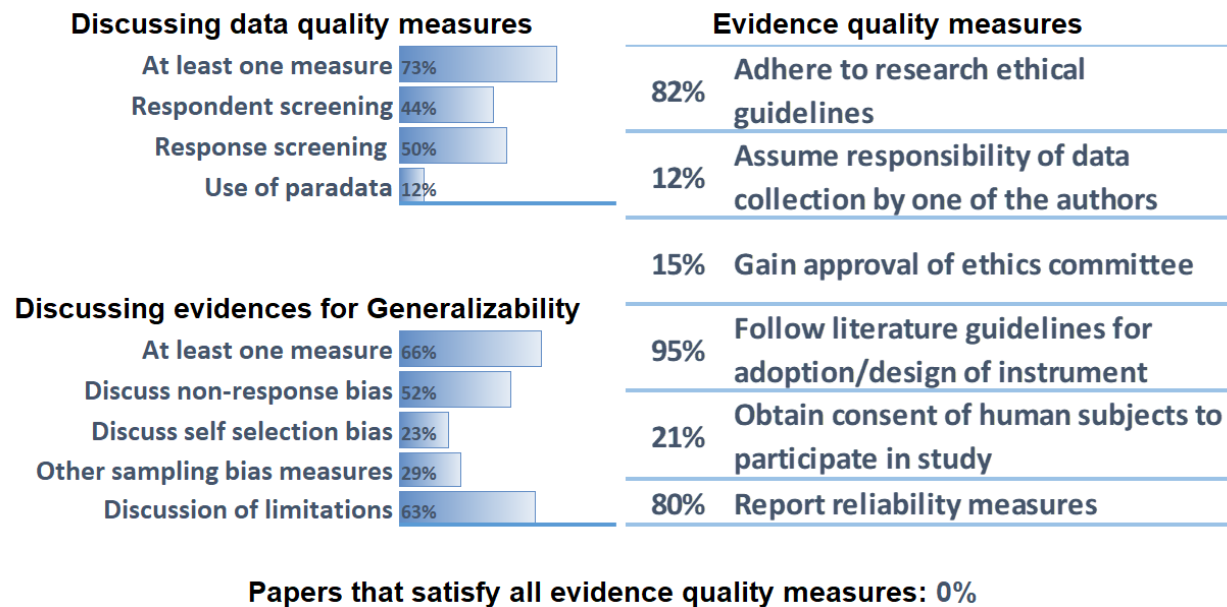 Discussing data quality measures
At least one measure 73%
Respondent screening 44%
Response screening 50%
Use of paradata 12%
Discussing evidences for Generalizability
At least one measure 66%
Discuss non-response bias 52%
Discuss self selection bias 23%
Other sampling bias measures 29%
Discussion of limitations 63%
Evidence quality measures
82% Adhere to research ethical
guidelines
12% Assume responsibility of data
collection by one of the authors
15% Gain approval of ethics committee
95% Follow literature guidelines for
adoption/design of instrument
21% Obtain consent of human subjects to
participate in study
80% Report reliability measures
Papers that satisfy all evidence quality measures: 0%